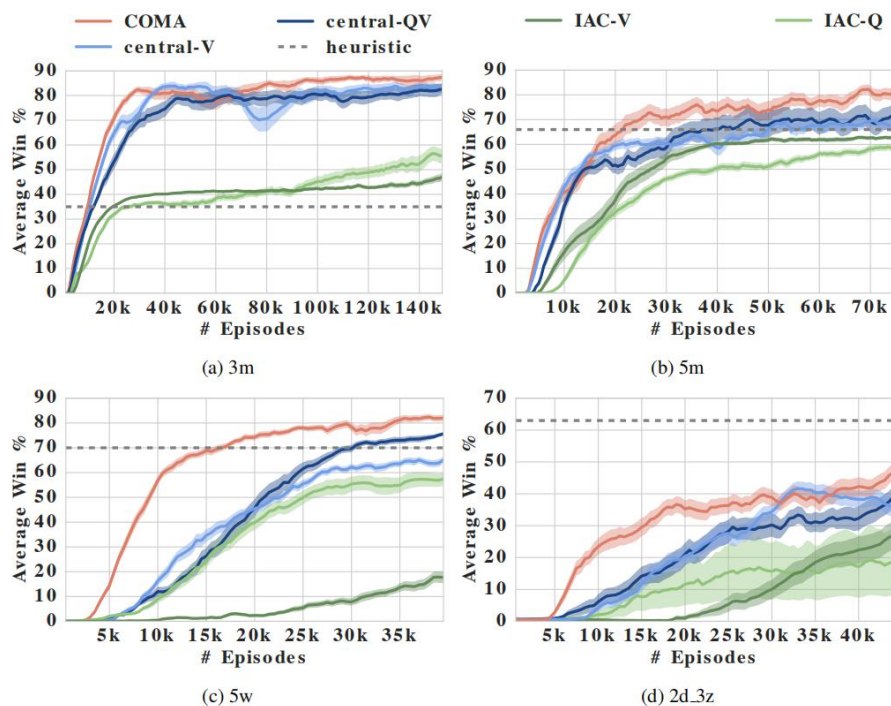 COMA central-QV IAC-V IAC-Q
central-V heuristic
Average Win %
90
80
70
60
50
40
30
20
10
0
20k 40k 60k 80k 100k 120k 140k
# Episodes
(a) 3m
Average Win %
90
80
70
60
50
40
30
20
10
0
10k 20k 30k 40k 50k 60k 70k
# Episodes
(b) 5m
Average Win %
90
80
70
60
50
40
30
20
10
0
5k 10k 15k 20k 25k 30k 35k
# Episodes
(c) 5w
Average Win %
70
60
50
40
30
20
10
0
5k 10k 15k 20k 25k 30k 35k 40k
# Episodes
(d) 2d_3z